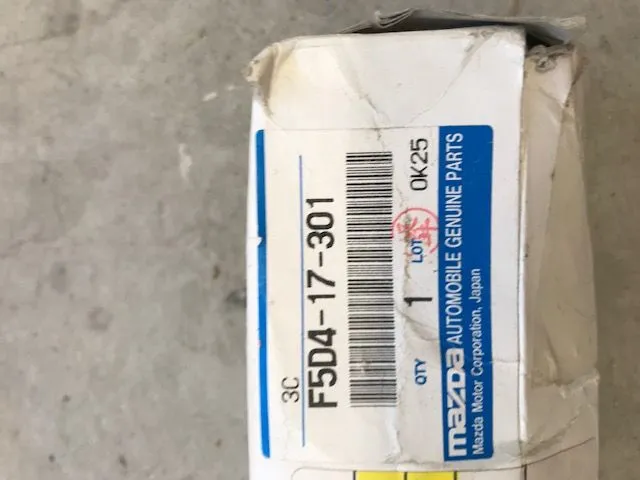 3C
F5D4-17-301
QTY 1 LOT 0K25
mazda AUTOMOBILE GENUINE PARTS
Mazda Motor Corporation, Japan